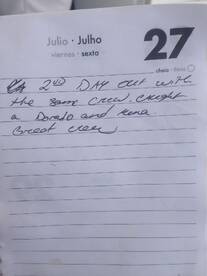 Julio · Julho
viernes · sexta
27
2nd DAY out with
the same crew. Caught
a Dorado and tuna.
Great crew